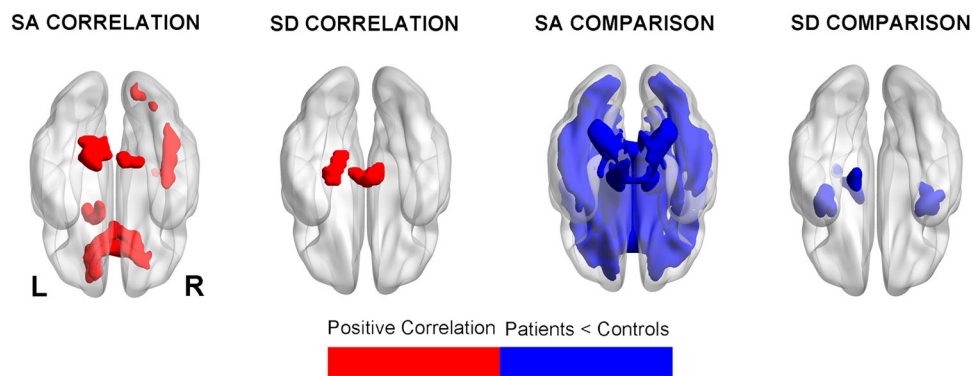 SA CORRELATION
SD CORRELATION
SA COMPARISON
SD COMPARISON
L
R
Positive Correlation
Patients < Controls